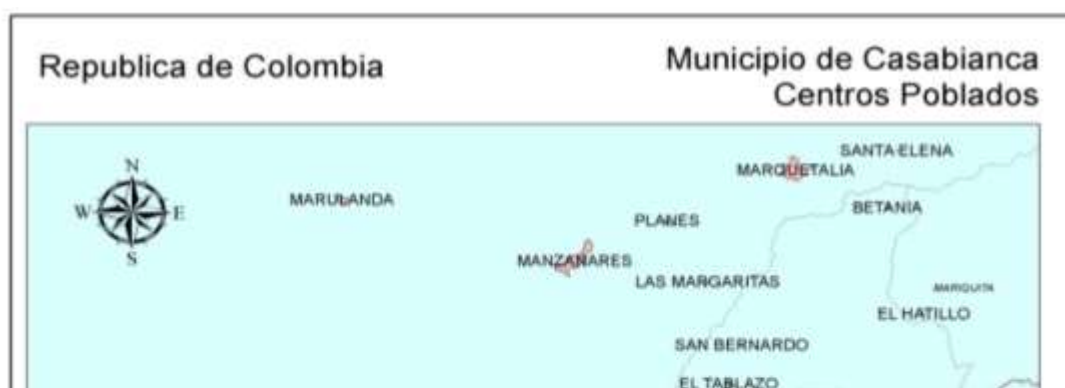 Republica de Colombia
Municipio de Casabianca
Centros Poblados
SANTA ELENA
MARQUETALIA
N
MARULANDA
BETANIA
W
E
PLANES
S
MANZANARES
LAS MARGARITAS
MARIQUITA
EL HATILLO
SAN BERNARDO
EL TABLAZO